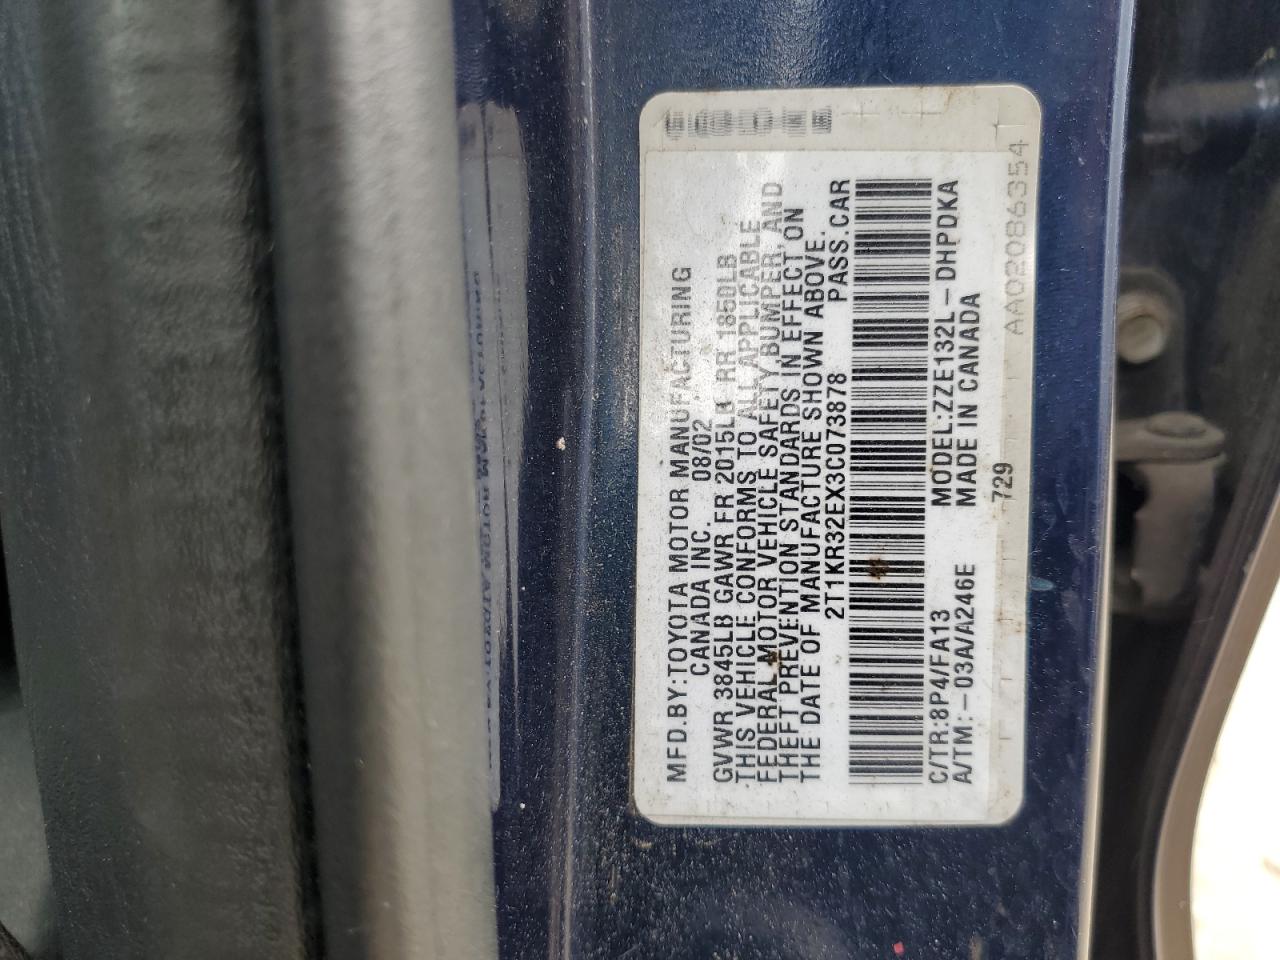 MFD.BY:TOYOTA MOTOR MANUFACTURING
CANADA INC. 08/02
GVWR 3845LB GAWR FR 2015LB RR 1850LB
THIS VEHICLE CONFORMS TO ALL APPLICABLE
FEDERAL MOTOR VEHICLE SAFETY, BUMPER, AND
THEFT PREVENTION STANDARDS IN EFFECT ON
THE DATE OF MANUFACTURE SHOWN ABOVE.
2T1KR32EX3C073878 PASS.CAR
C/TR:8P4/FA13 MODEL:ZZE132L-DHPDKA
A/TM:-03A/A246E MADE IN CANADA
729
AA02086354